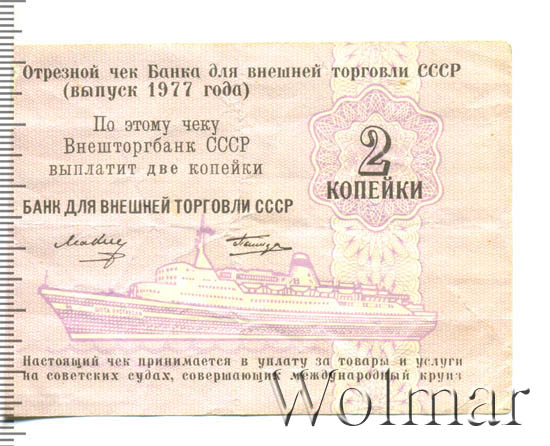 Отрезной чек Банка для внешней торговли СССР
(выпуск 1977 года)
По этому чеку
Внешторгбанк СССР
выплатит две копейки
2
КОПЕЙКИ
БАНК ДЛЯ ВНЕШНЕЙ ТОРГОВЛИ СССР
Настоящий чек принимается в уплату за товары и услуги
на советских судах, совершающих международный круиз
Wolmar